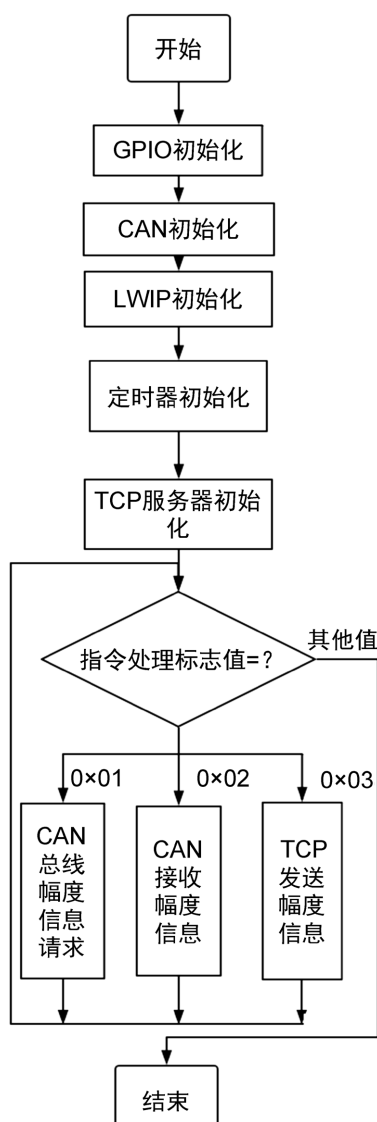 开始
GPIO初始化
CAN初始化
LWIP初始化
定时器初始化
TCP服务器初始
化
其他值
指令处理标志值=?
0×01
0×02
0×03
CAN
总线
幅度
信息
请求
CAN
接收
幅度
信息
TCP
发送
幅度
信息
结束